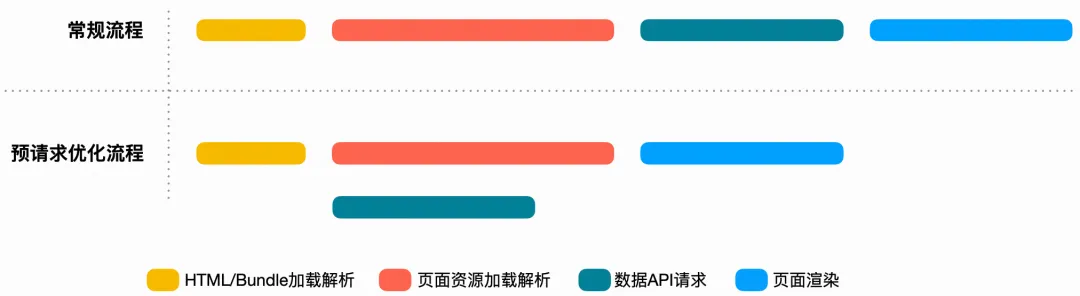 常规流程
预请求优化流程
HTML/Bundle加载解析
页面资源加载解析
数据API请求
页面渲染